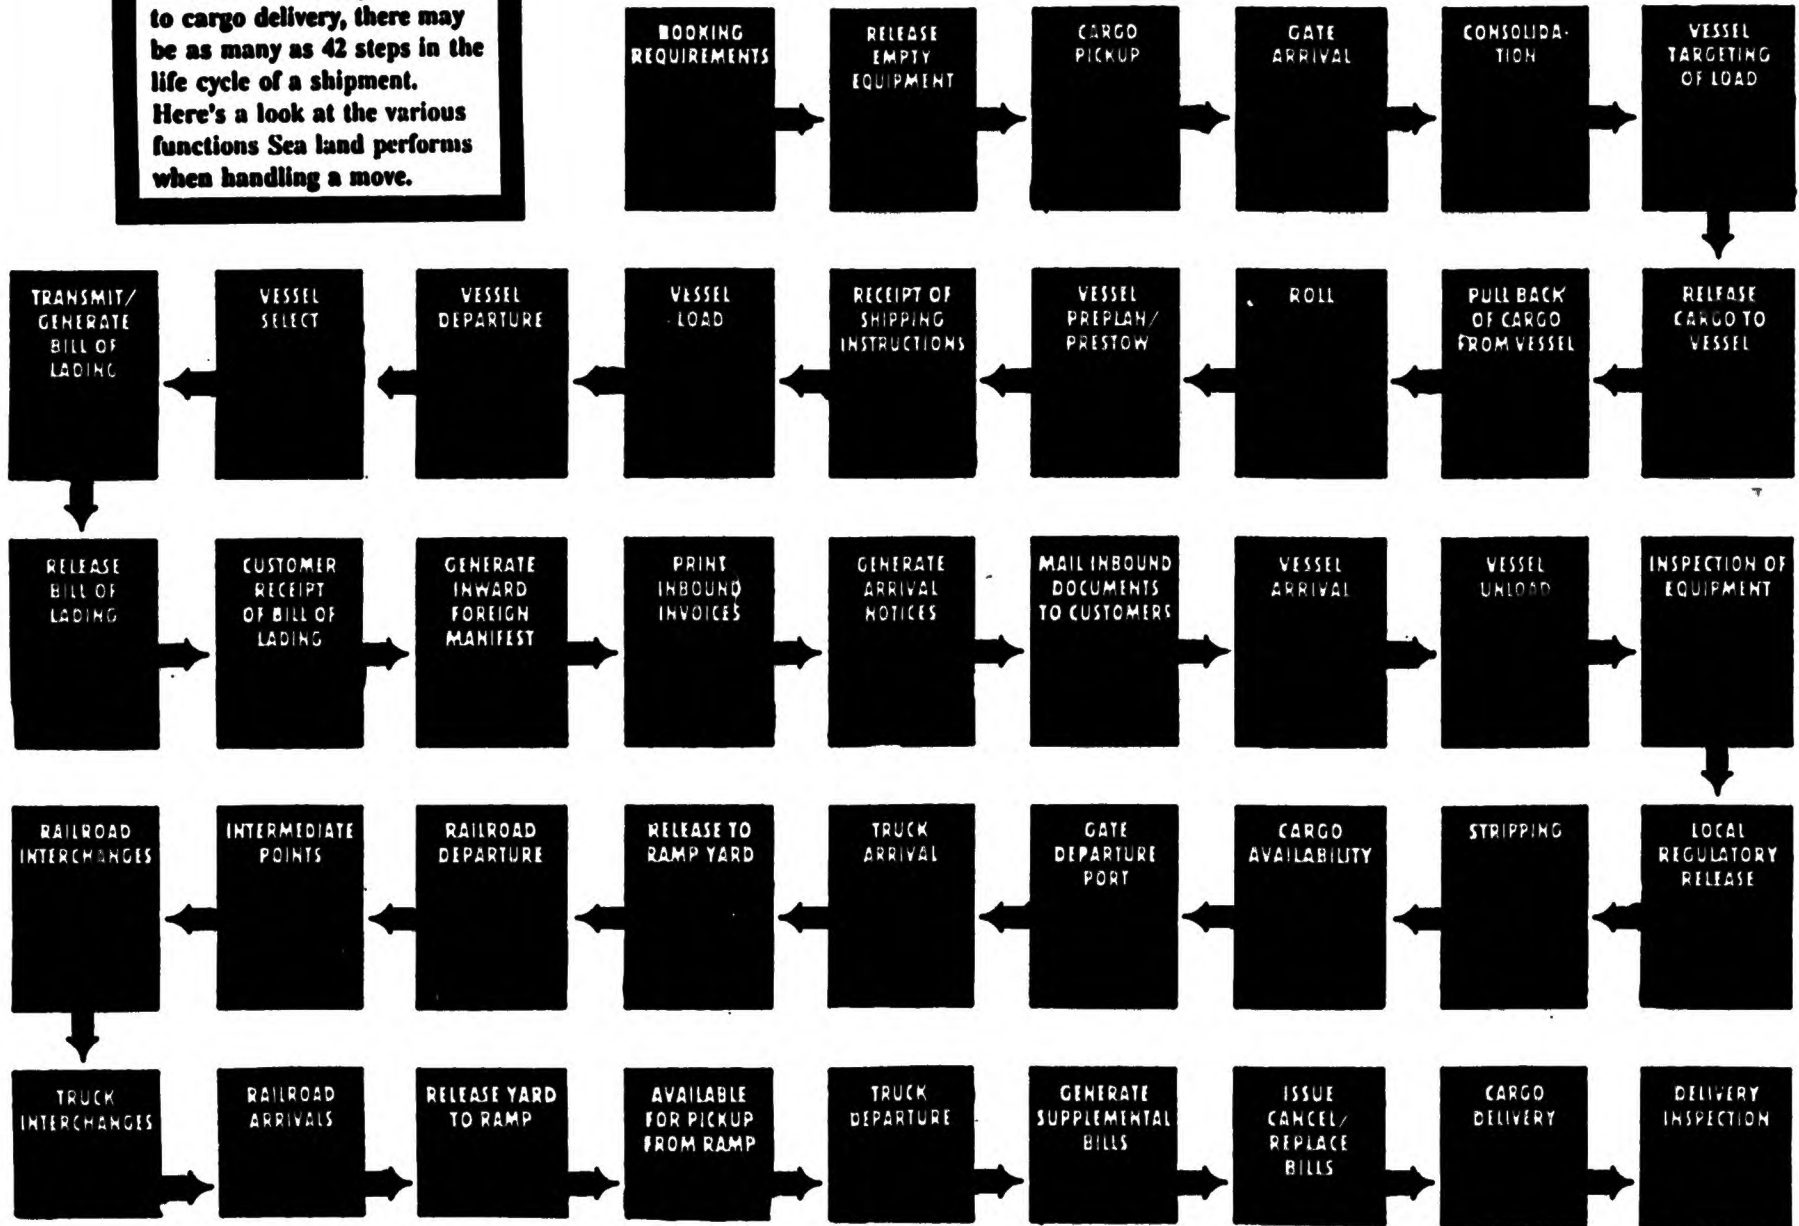 to cargo delivery, there may
be as many as 42 steps in the
life cycle of a shipment.
Here's a look at the various
functions Sea land performs
when handling a move.
BOOKING
REQUIREMENTS
RELEASE
EMPTY
EQUIPMENT
CARGO
PICKUP
GATE
ARRIVAL
CONSOLIDA-
TION
VESSEL
TARGETING
OF LOAD
RELEASE
CARGO TO
VESSEL
PULL BACK
OF CARGO
FROM VESSEL
ROLL
VESSEL
PREPLAN/
PRESTOW
RECEIPT OF
SHIPPING
INSTRUCTIONS
VESSEL
LOAD
VESSEL
DEPARTURE
VESSEL
SELECT
TRANSMIT/
GENERATE
BILL OF
LADING
RELEASE
BILL OF
LADING
CUSTOMER
RECEIPT
OF BILL OF
LADING
GENERATE
INWARD
FOREIGN
MANIFEST
PRINT
INBOUND
INVOICES
GENERATE
ARRIVAL
NOTICES
MAIL INBOUND
DOCUMENTS
TO CUSTOMERS
VESSEL
ARRIVAL
VESSEL
UNLOAD
INSPECTION OF
EQUIPMENT
LOCAL
REGULATORY
RELEASE
STRIPPING
CARGO
AVAILABILITY
GATE
DEPARTURE
PORT
TRUCK
ARRIVAL
RELEASE TO
RAMP YARD
RAILROAD
DEPARTURE
INTERMEDIATE
POINTS
RAILROAD
INTERCHANGES
TRUCK
INTERCHANGES
RAILROAD
ARRIVALS
RELEASE YARD
TO RAMP
AVAILABLE
FOR PICKUP
FROM RAMP
TRUCK
DEPARTURE
GENERATE
SUPPLEMENTAL
BILLS
ISSUE
CANCEL/
REPLACE
BILLS
CARGO
DELIVERY
DELIVERY
INSPECTION